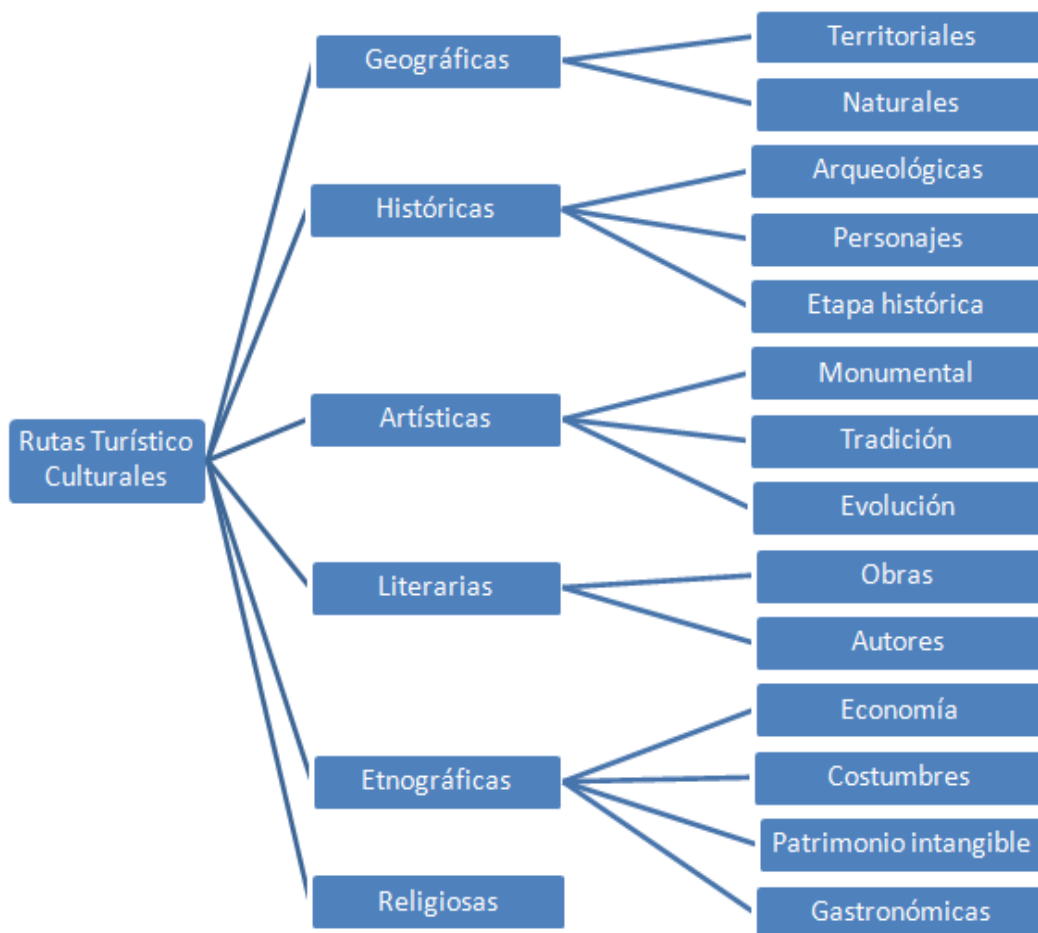 Rutas Turístico
Culturales
Geográficas
Territoriales
Naturales
Históricas
Arqueológicas
Personajes
Etapa histórica
Artísticas
Monumental
Tradición
Evolución
Literarias
Obras
Autores
Etnográficas
Economía
Costumbres
Patrimonio intangible
Gastronómicas
Religiosas